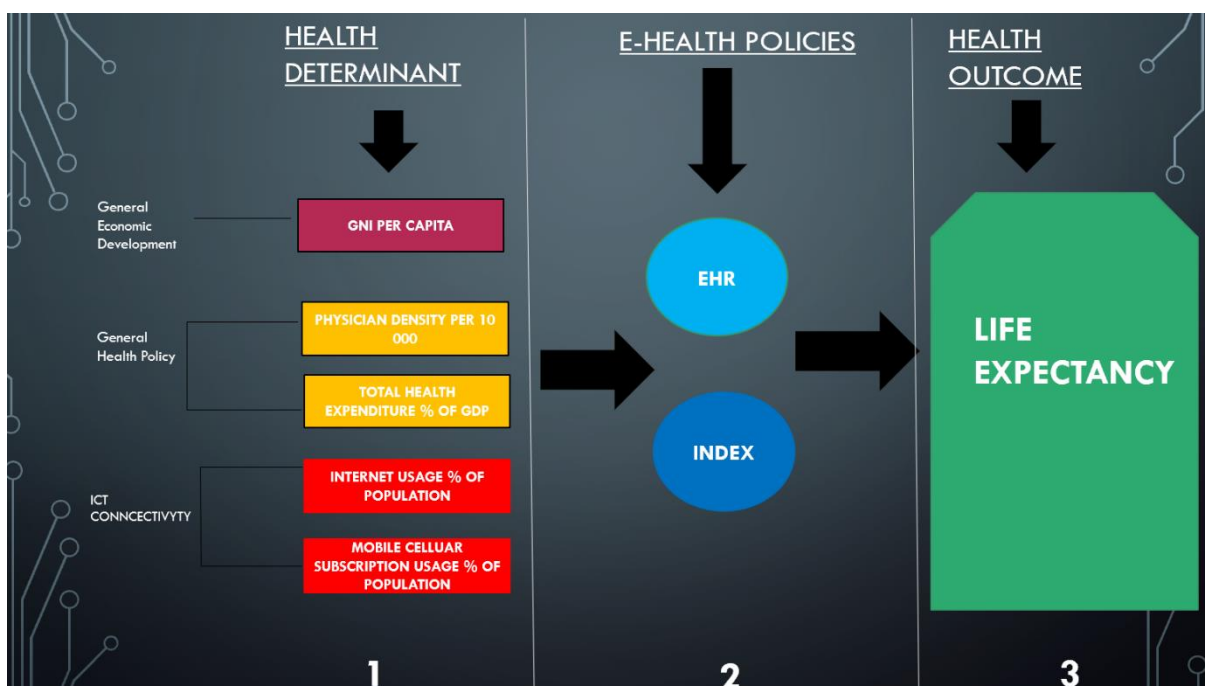 HEALTH
DETERMINANT
E-HEALTH POLICIES
HEALTH
OUTCOME
General
Economic
Development
GNI PER CAPITA
General
Health Policy
PHYSICIAN DENSITY PER 10
000
TOTAL HEALTH
EXPENDITURE % OF GDP
ICT
CONNCECTIVYTY
INTERNET USAGE % OF
POPULATION
MOBILE CELLUAR
SUBSCRIPTION USAGE % OF
POPULATION
EHR
INDEX
LIFE
EXPECTANCY
1
2
3